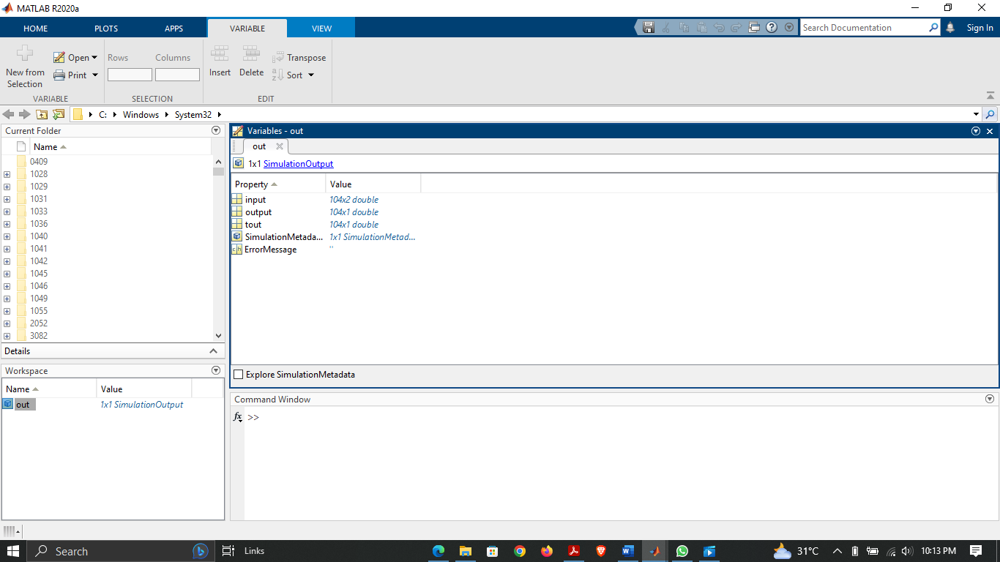 MATLAB R2020a
HOME PLOTS APPS VARIABLE VIEW Search Documentation Sign In
New from Selection
Open
Print
Rows Columns
Insert
Delete
Transpose
Sort
VARIABLE SELECTION EDIT
C: Windows System32
Current Folder
Name
0409
1028
1029
1031
1033
1036
1040
1041
1042
1045
1046
1049
1055
2052
3082
Details
Workspace
Name Value
out 1x1 SimulationOutput
Variables - out
out
1x1 SimulationOutput
Property Value
input 104x2 double
output 104x1 double
tout 104x1 double
SimulationMetada... 1x1 SimulationMetad...
ErrorMessage ''
Explore SimulationMetadata
Command Window
fx >>
Search Links 31°C 10:13 PM